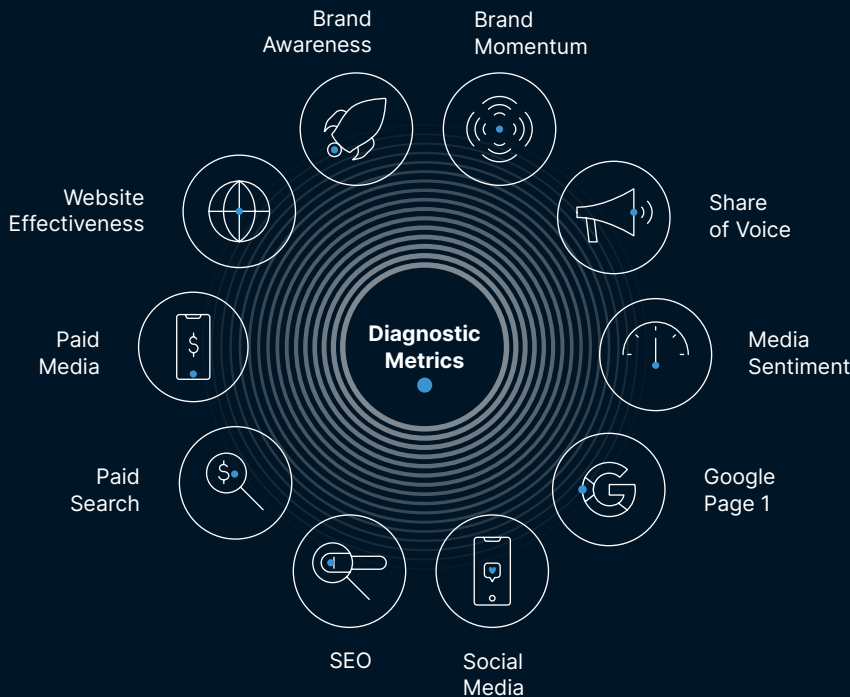 Brand
Awareness
Brand
Momentum
Website
Effectiveness
Share
of Voice
Paid
Media
Diagnostic
Metrics
Media
Sentiment
Paid
Search
Google
Page 1
SEO
Social
Media
$
$
G